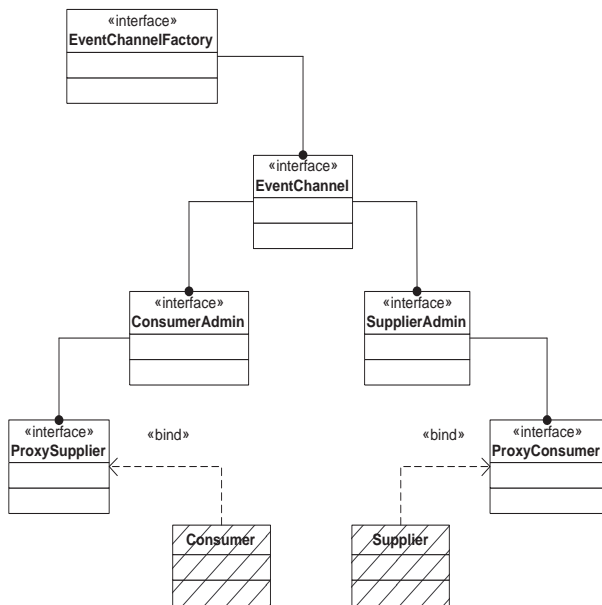 «interface»
EventChannelFactory
«interface»
EventChannel
«interface»
ConsumerAdmin
«interface»
SupplierAdmin
«interface»
ProxySupplier
«bind»
«bind»
«interface»
ProxyConsumer
Consumer
Supplier